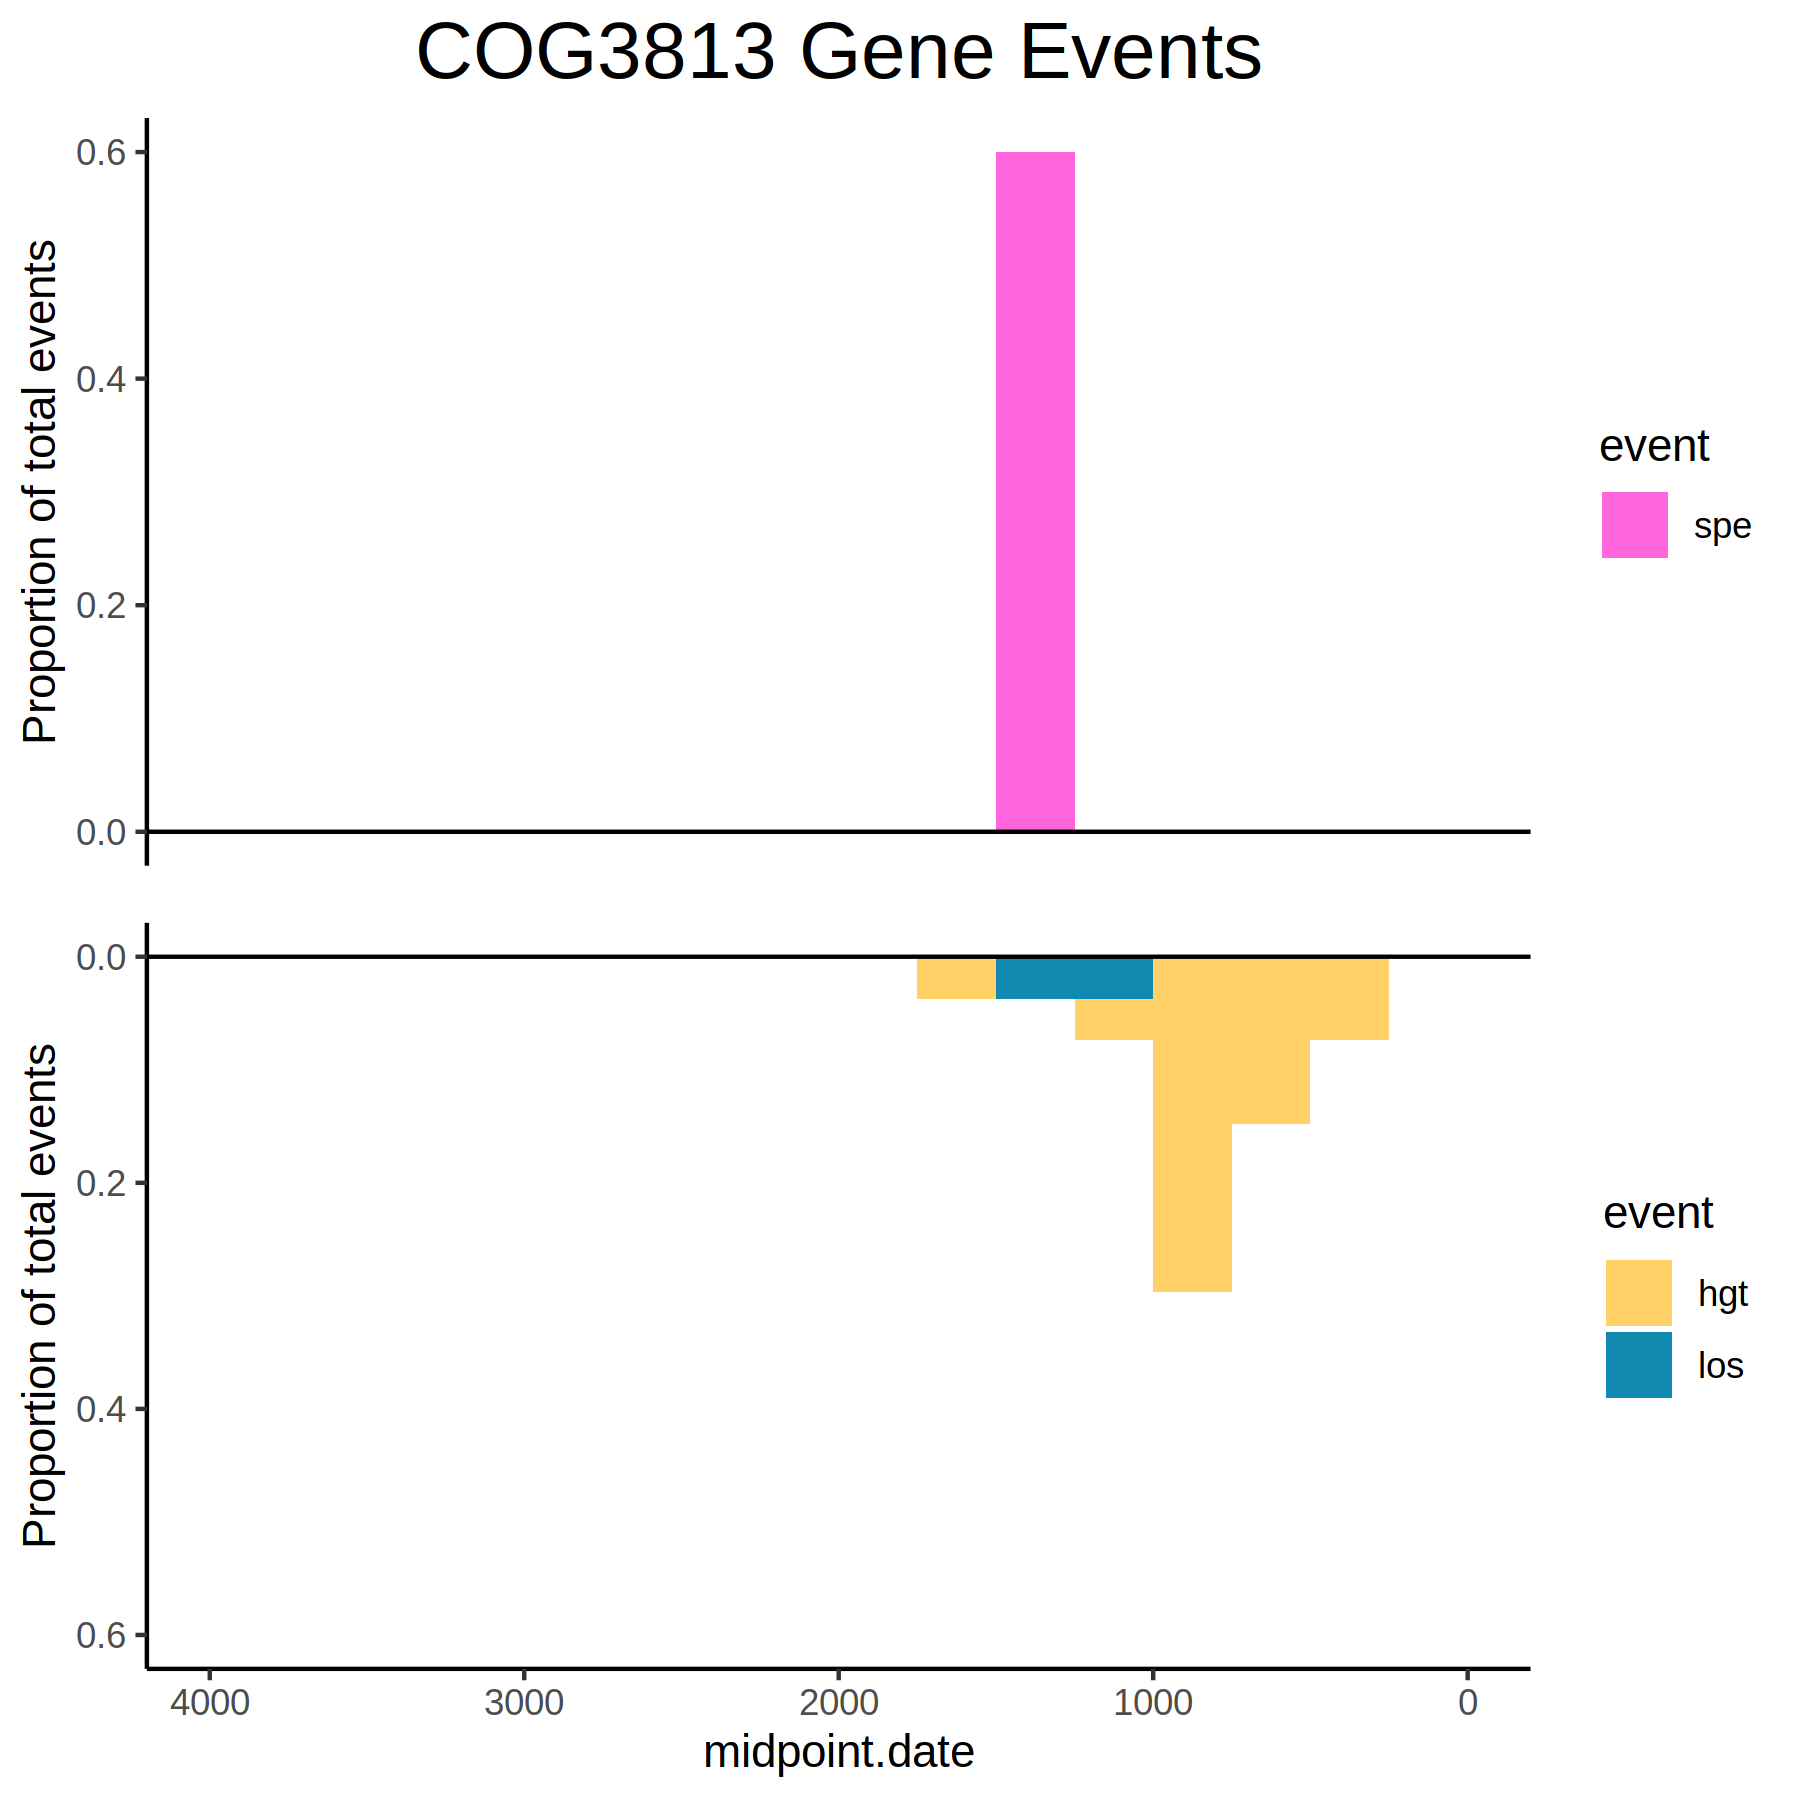 COG3813 Gene Events
Proportion of total events
0.6
0.4
0.2
0.0
event
spe
Proportion of total events
0.0
0.2
0.4
0.6
event
hgt
los
4000 3000 2000 1000 0
midpoint.date